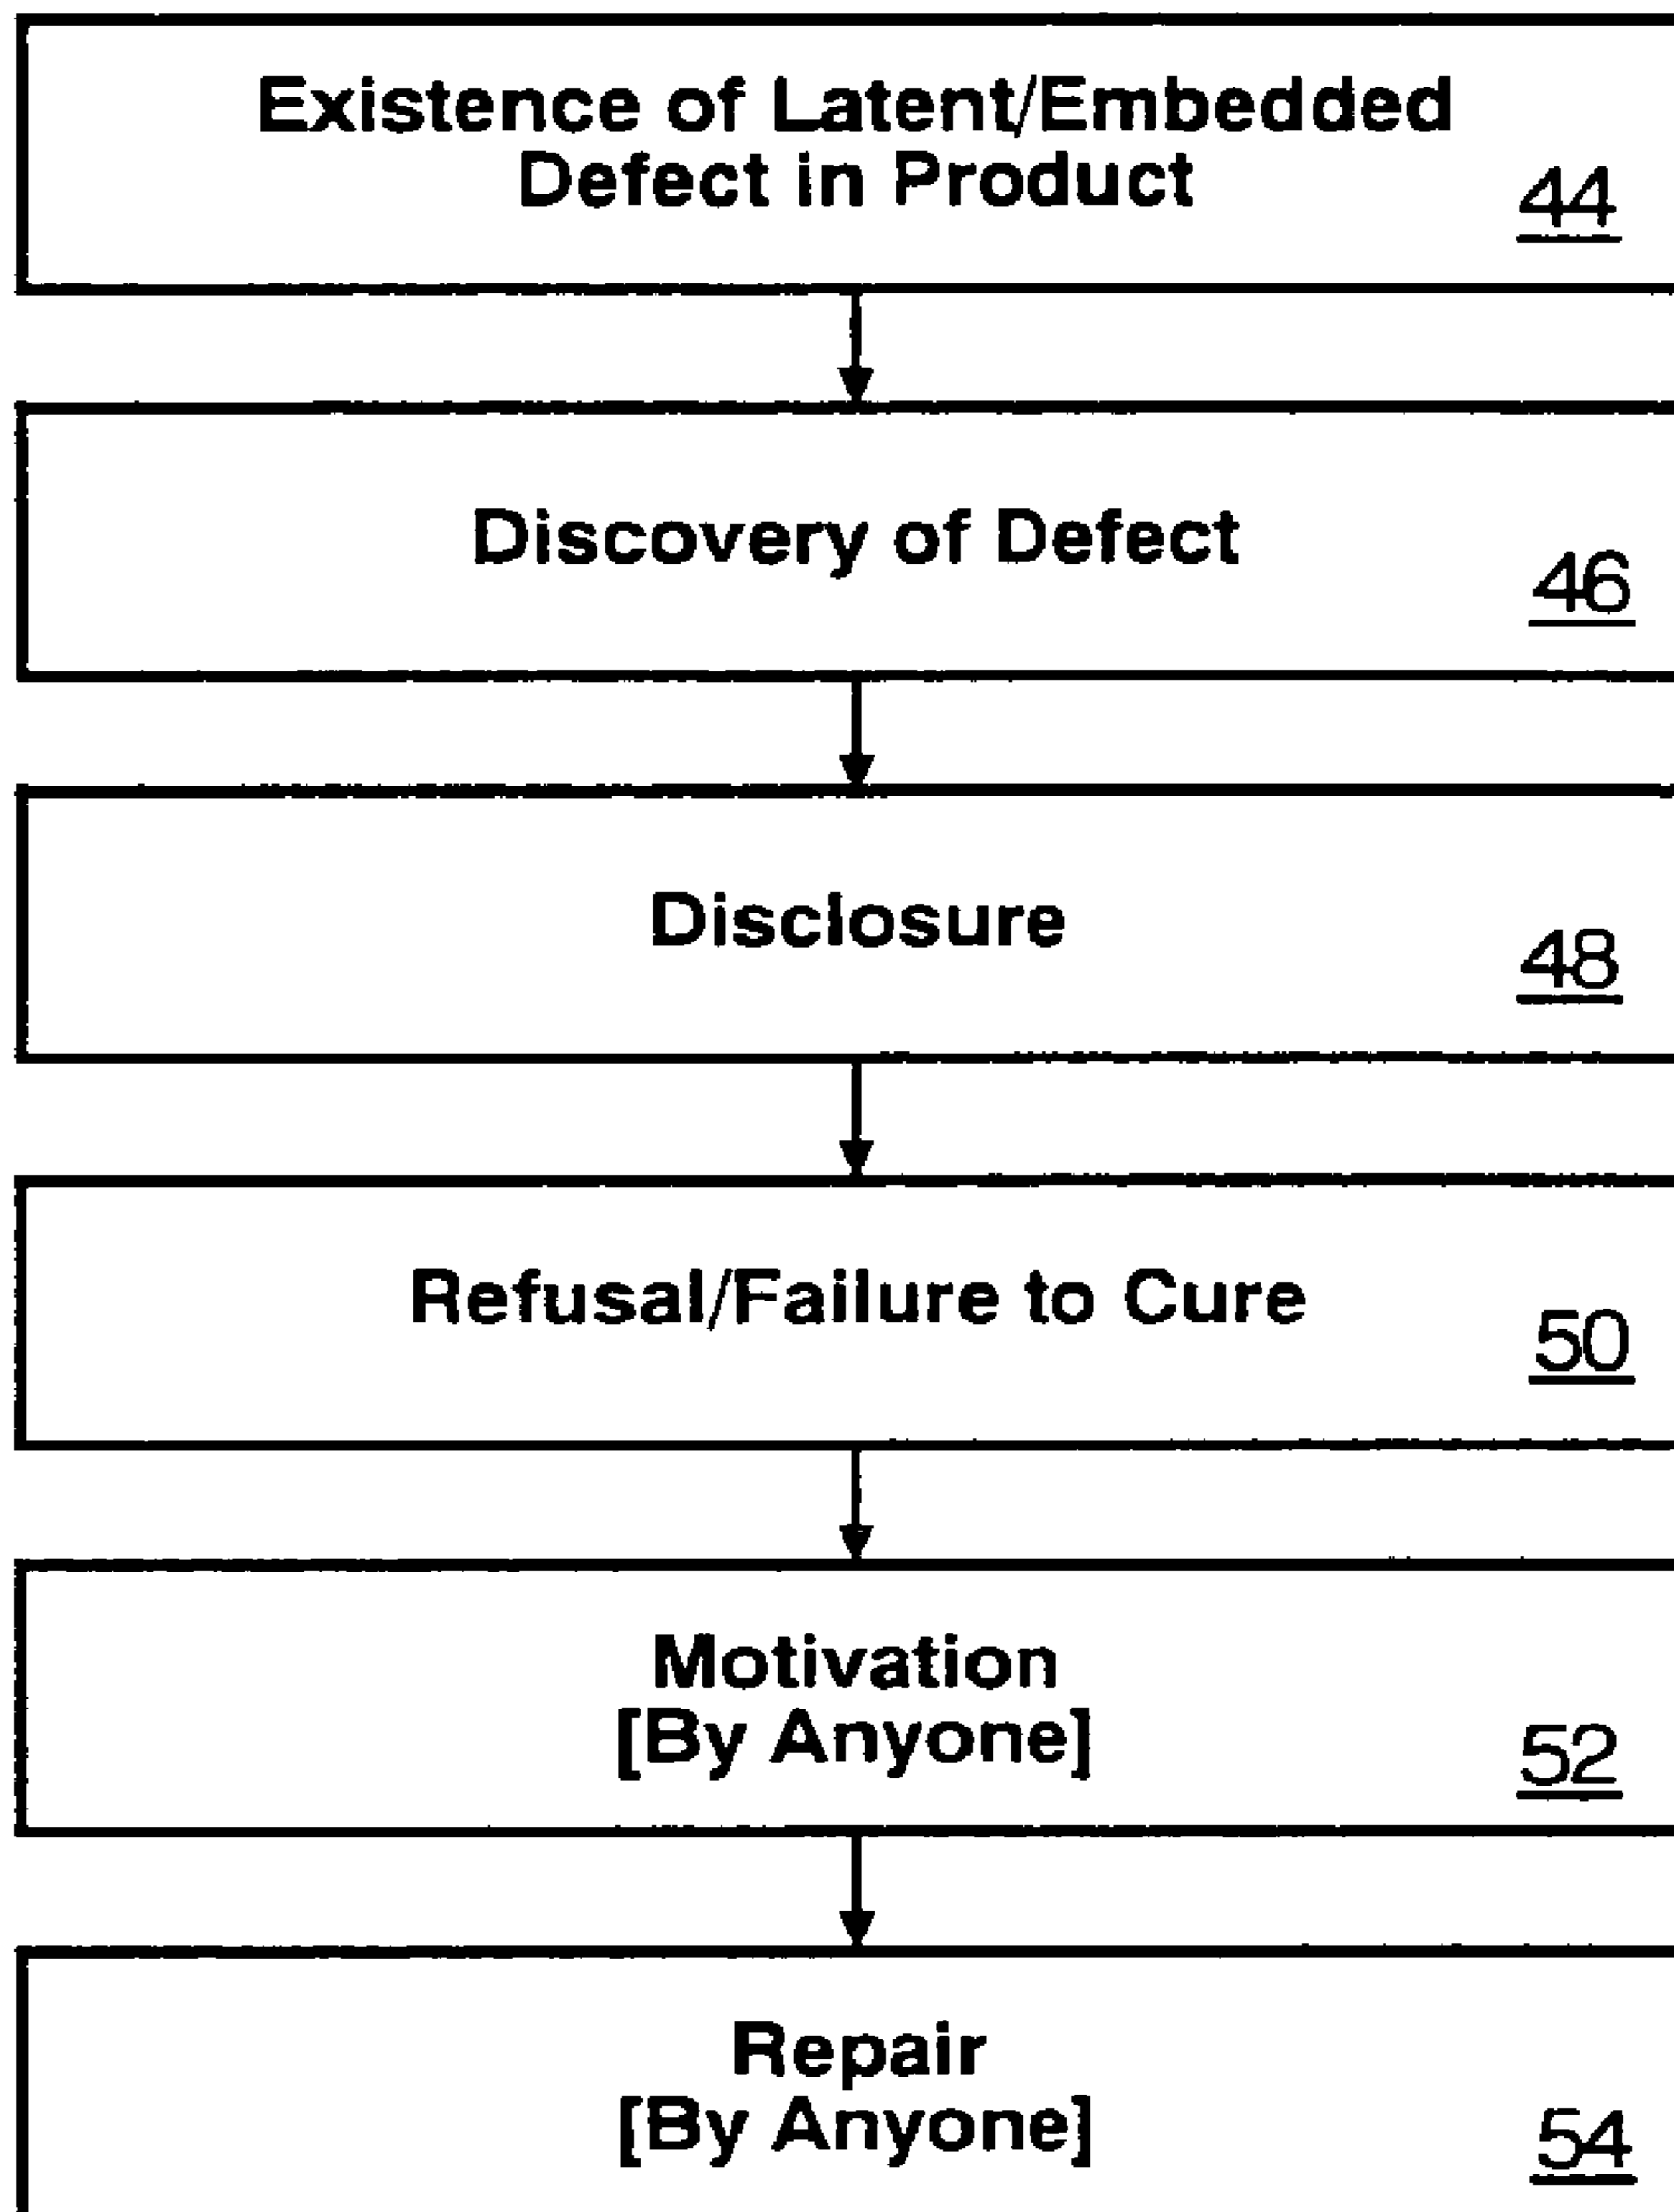 Existence of Latent/Embedded
Defect in Product
44
Discovery of Defect
46
Disclosure
48
Refusal/Failure to Cure
50
Motivation
[By Anyone]
52
Repair
[By Anyone]
54